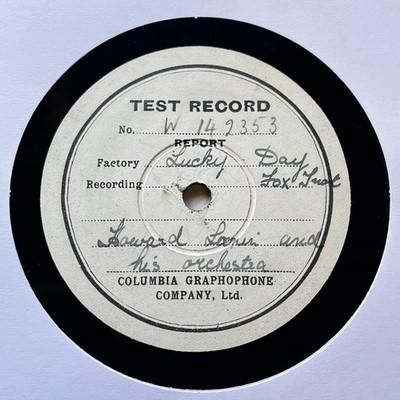 TEST RECORD
No. W 142353
REPORT
Factory Lucky Day
Recording Fox Trot
Howard Lanin and
his orchestra
COLUMBIA GRAPHOPHONE
COMPANY, Ltd.